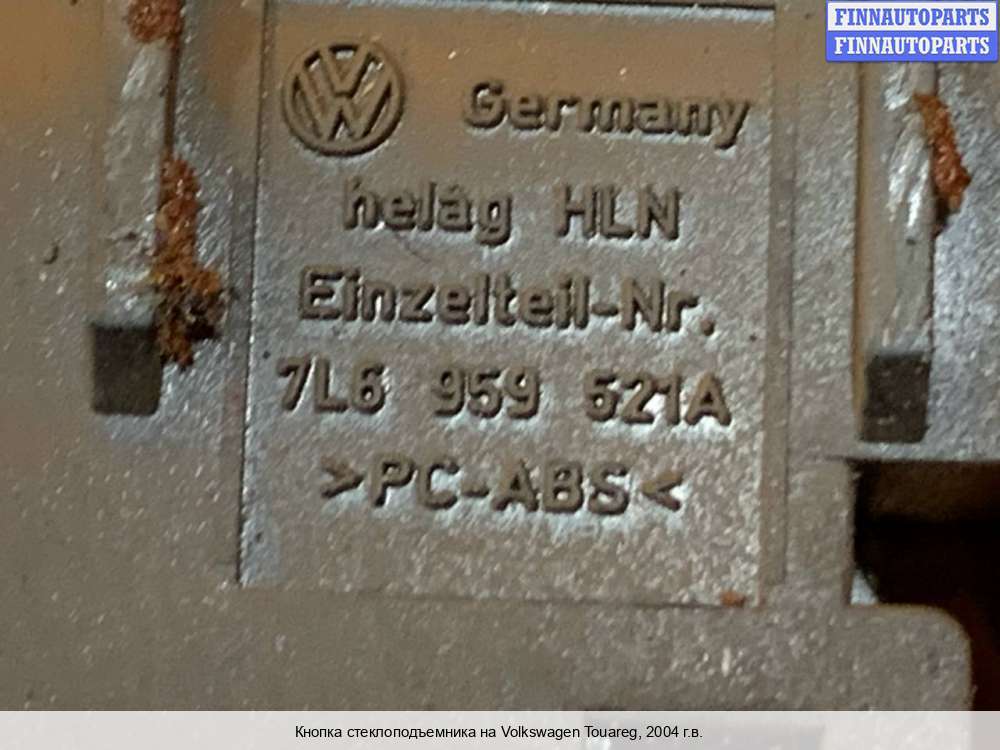 FINNAUTOPARTS
FINNAUTOPARTS
VW Germany
helag HLN
Einzelteil-Nr.
7L6 959 521A
>PC-ABS<
Кнопка стеклоподъемника на Volkswagen Touareg, 2004 г.в.